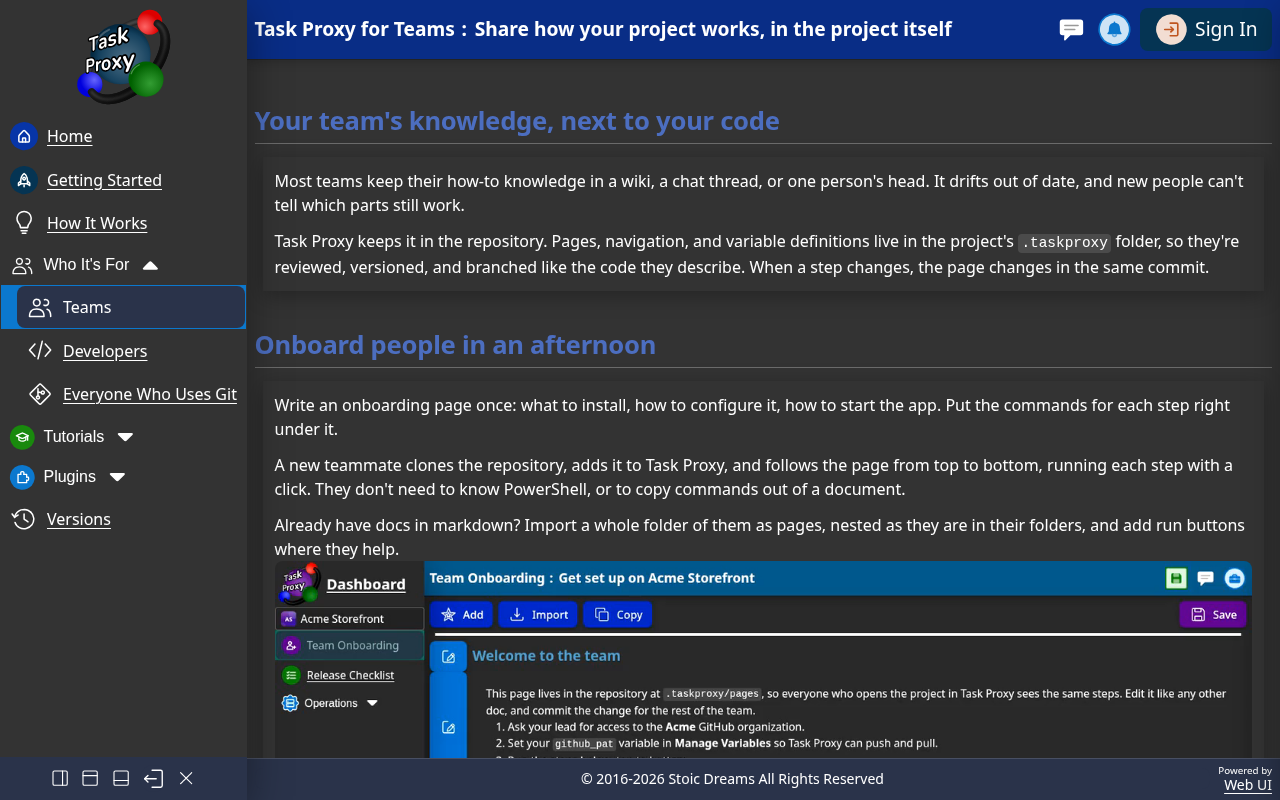 Task
Proxy
Home
Getting Started
How It Works
Who It's For
Teams
Developers
Everyone Who Uses Git
Tutorials
Plugins
Versions
Task Proxy for Teams : Share how your project works, in the project itself
Sign In
Your team's knowledge, next to your code
Most teams keep their how-to knowledge in a wiki, a chat thread, or one person's head. It drifts out of date, and new people can't
tell which parts still work.
Task Proxy keeps it in the repository. Pages, navigation, and variable definitions live in the project's .taskproxy folder, so they're
reviewed, versioned, and branched like the code they describe. When a step changes, the page changes in the same commit.
Onboard people in an afternoon
Write an onboarding page once: what to install, how to configure it, how to start the app. Put the commands for each step right
under it.
A new teammate clones the repository, adds it to Task Proxy, and follows the page from top to bottom, running each step with a
click. They don't need to know PowerShell, or to copy commands out of a document.
Already have docs in markdown? Import a whole folder of them as pages, nested as they are in their folders, and add run buttons
where they help.
Task
Proxy
Dashboard
AS Acme Storefront
Team Onboarding
Release Checklist
Operations
Team Onboarding : Get set up on Acme Storefront
Add
Import
Copy
Save
Welcome to the team
This page lives in the repository at .taskproxy/pages, so everyone who opens the project in Task Proxy sees the same steps. Edit it like any other
doc, and commit the change for the rest of the team.
1. Ask your lead for access to the Acme GitHub organization.
2. Set your github_pat variable in Manage Variables so Task Proxy can push and pull.
© 2016-2026 Stoic Dreams All Rights Reserved
Powered by
Web UI